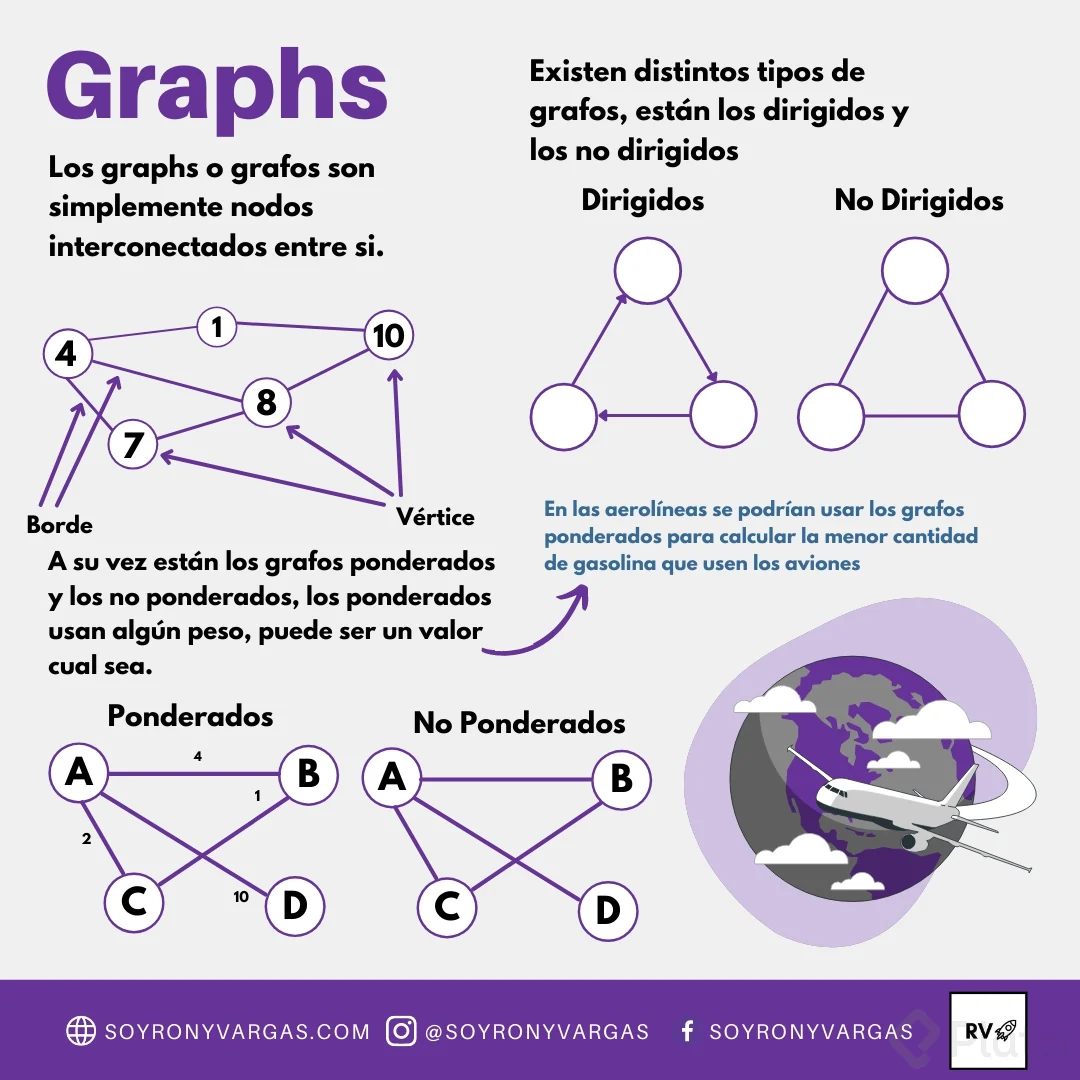 Graphs
Los graphs o grafos son
simplemente nodos
interconectados entre si.
4
1
10
8
7
Borde
Vértice
Existen distintos tipos de
grafos, están los dirigidos y
los no dirigidos
Dirigidos
No Dirigidos
En las aerolíneas se podrían usar los grafos
ponderados para calcular la menor cantidad
de gasolina que usen los aviones
A su vez están los grafos ponderados
y los no ponderados, los ponderados
usan algún peso, puede ser un valor
cual sea.
Ponderados
A
4
B
1
2
C
10
D
No Ponderados
A
B
C
D
SOYRONYVARGAS.COM
@SOYRONYVARGAS
SOYRONYVARGAS
RV